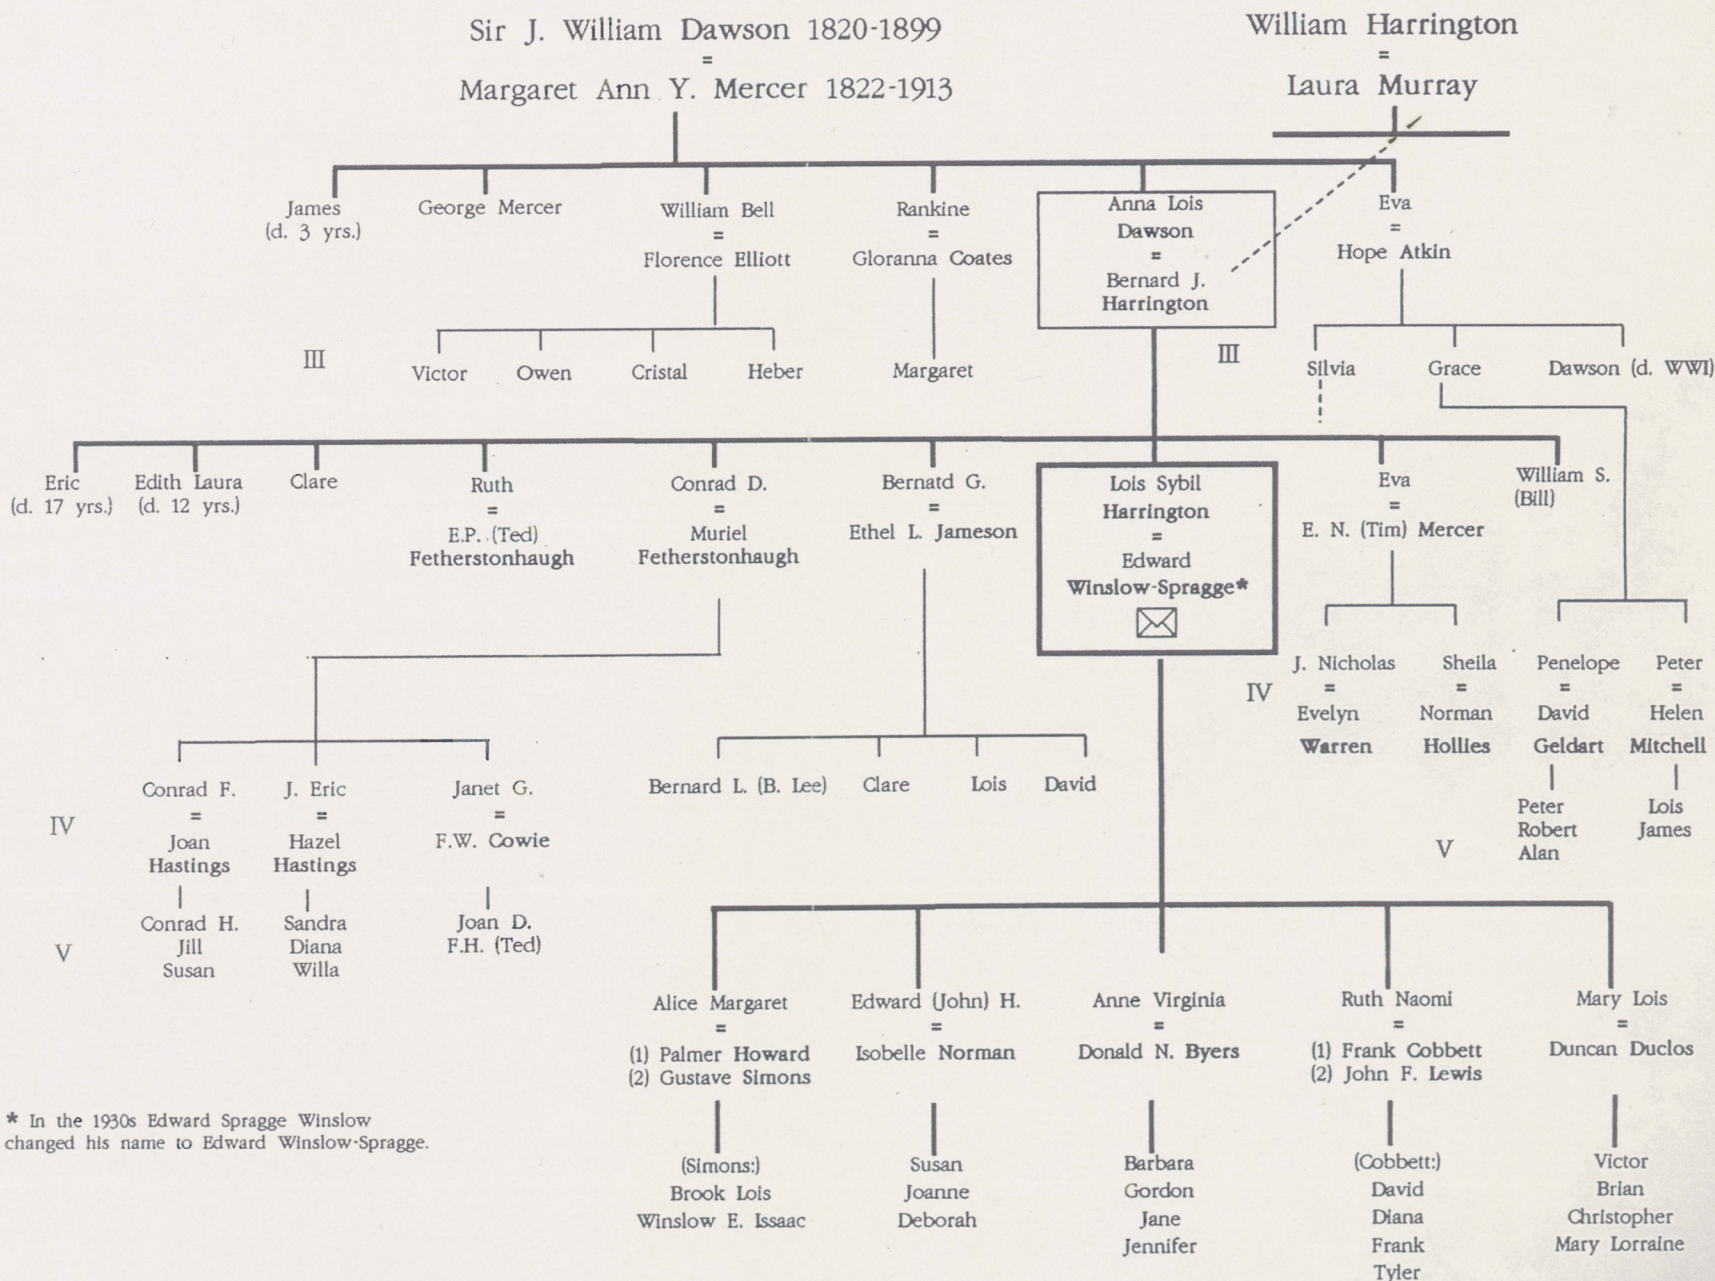 Sir J. William Dawson 1820-1899
=
Margaret Ann Y. Mercer 1822-1913
William Harrington
=
Laura Murray
James
(d. 3 yrs.)
George Mercer
William Bell
=
Florence Elliott
Rankine
=
Gloranna Coates
Anna Lois
Dawson
=
Bernard J.
Harrington
Eva
=
Hope Atkin
III
Victor
Owen
Cristal
Heber
Margaret
III
Silvia
Grace
Dawson (d. WWI)
Eric
(d. 17 yrs.)
Edith Laura
(d. 12 yrs.)
Clare
Ruth
=
E.P. (Ted)
Fetherstonhaugh
Conrad D.
=
Muriel
Fetherstonhaugh
Bernatd G.
=
Ethel L. Jameson
Lois Sybil
Harrington
=
Edward
Winslow-Spragge*
Eva
=
E. N. (Tim) Mercer
William S.
(Bill)
IV
J. Nicholas
=
Evelyn
Warren
Sheila
=
Norman
Hollies
Penelope
=
David
Geldart
Peter
Robert
Alan
Peter
=
Helen
Mitchell
Lois
James
V
IV
Conrad F.
=
Joan
Hastings
J. Eric
=
Hazel
Hastings
Janet G.
=
F.W. Cowie
Bernard L. (B. Lee)
Clare
Lois
David
V
Conrad H.
Jill
Susan
Sandra
Diana
Willa
Joan D.
F.H. (Ted)
Alice Margaret
=
(1) Palmer Howard
(2) Gustave Simons
Edward (John) H.
=
Isobelle Norman
Anne Virginia
=
Donald N. Byers
Ruth Naomi
=
(1) Frank Cobbett
(2) John F. Lewis
Mary Lois
=
Duncan Duclos
* In the 1930s Edward Spragge Winslow
changed his name to Edward Winslow-Spragge.
(Simons:)
Brook Lois
Winslow E. Issaac
Susan
Joanne
Deborah
Barbara
Gordon
Jane
Jennifer
(Cobbett:)
David
Diana
Frank
Tyler
Victor
Brian
Christopher
Mary Lorraine